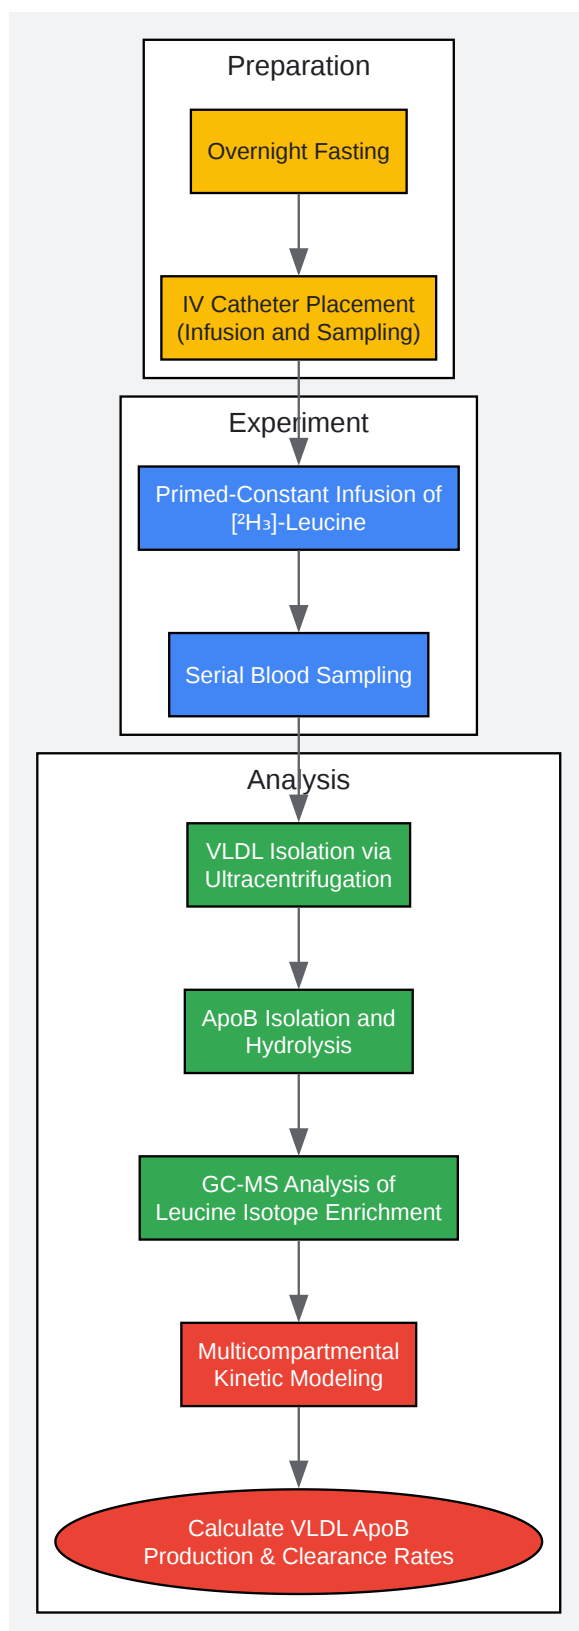 Preparation
Overnight Fasting
IV Catheter Placement
(Infusion and Sampling)
Experiment
Primed-Constant Infusion of
[²H₃]-Leucine
Serial Blood Sampling
Analysis
VLDL Isolation via
Ultracentrifugation
ApoB Isolation and
Hydrolysis
GC-MS Analysis of
Leucine Isotope Enrichment
Multicompartmental
Kinetic Modeling
Calculate VLDL ApoB
Production & Clearance Rates